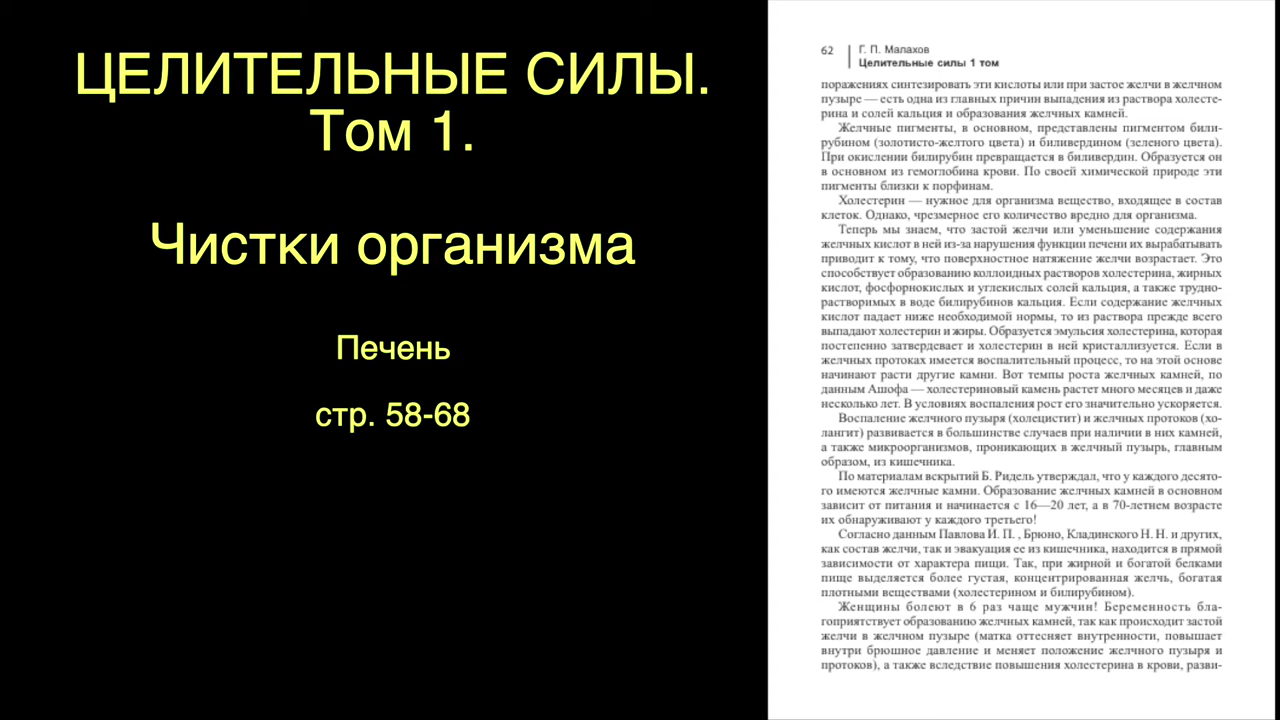 ЦЕЛИТЕЛЬНЫЕ СИЛЫ.
Том 1.
Чистки организма
Печень
стр. 58-68
62
Г. П. Малахов
Целительные силы 1 том
поражениях синтезировать эти кислоты или при застое желчи в желчном
пузыре — есть одна из главных причин выпадения из раствора холесте-
рина и солей кальция и образования желчных камней.
Желчные пигменты, в основном, представлены пигментом били-
рубином (золотисто-желтого цвета) и биливердином (зеленого цвета).
При окислении билирубин превращается в биливердин. Образуется он
в основном из гемоглобина крови. По своей химической природе эти
пигменты близки к порфинам.
Холестерин — нужное для организма вещество, входящее в состав
клеток. Однако, чрезмерное его количество вредно для организма.
Теперь мы знаем, что застой желчи или уменьшение содержания
желчных кислот в ней из-за нарушения функции печени их вырабатывать
приводит к тому, что поверхностное натяжение желчи возрастает. Это
способствует образованию коллоидных растворов холестерина, жирных
кислот, фосфорнокислых и углекислых солей кальция, а также трудно-
растворимых в воде билирубинов кальция. Если содержание желчных
кислот падает ниже необходимой нормы, то из раствора прежде всего
выпадают холестерин и жиры. Образуется эмульсия холестерина, которая
постепенно затвердевает и холестерин в ней кристаллизуется. Если в
желчных протоках имеется воспалительный процесс, то на этой основе
начинают расти другие камни. Вот темпы роста желчных камней, по
данным Ашофа — холестериновый камень растет много месяцев и даже
несколько лет. В условиях воспаления рост его значительно ускоряется.
Воспаление желчного пузыря (холецистит) и желчных протоков (хо-
лангит) развивается в большинстве случаев при наличии в них камней,
а также микроорганизмов, проникающих в желчный пузырь, главным
образом, из кишечника.
По материалам вскрытий Б. Ридель утверждал, что у каждого десято-
го имеются желчные камни. Образование желчных камней в основном
зависит от питания и начинается с 16—20 лет, а в 70-летнем возрасте
их обнаруживают у каждого третьего!
Согласно данным Павлова И. П. , Брюно, Кладинского Н. Н. и других,
как состав желчи, так и эвакуация ее из кишечника, находится в прямой
зависимости от характера пищи. Так, при жирной и богатой белками
пище выделяется более густая, концентрированная желчь, богатая
плотными веществами (холестерином и билирубином).
Женщины болеют в 6 раз чаще мужчин! Беременность бла-
гоприятствует образованию желчных камней, так как происходит застой
желчи в желчном пузыре (матка оттесняет внутренности, повышает
внутри брюшное давление и меняет положение желчного пузыря и
протоков), а также вследствие повышения холестерина в крови, разви-